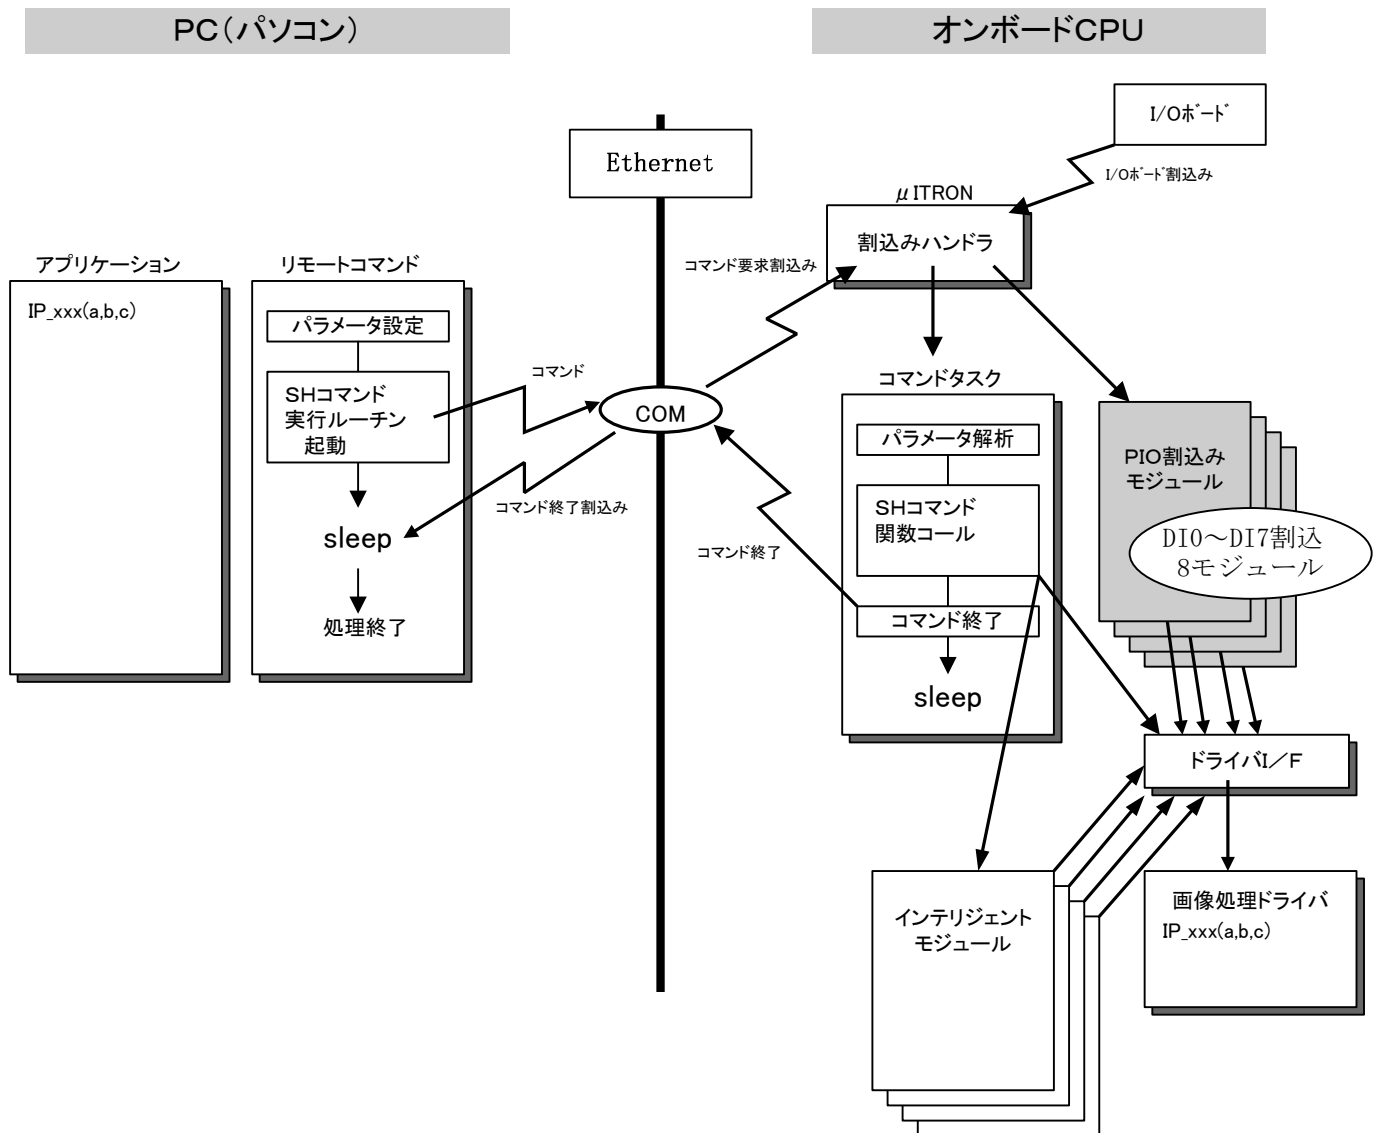 PC（パソコン）
オンボードCPU
I/Oﾎﾞｰﾄﾞ
Ethernet
I/Oﾎﾞｰﾄﾞ割込み
μITRON
割込みハンドラ
アプリケーション
リモートコマンド
コマンド要求割込み
IP_xxx(a,b,c)
パラメータ設定
SHコマンド
実行ルーチン
起動
コマンド
COM
コマンドタスク
パラメータ解析
PIO割込み
モジュール
SHコマンド
関数コール
コマンド終了割込み
sleep
コマンド終了
DI0～DI7割込
8モジュール
処理終了
コマンド終了
sleep
ドライバI／F
インテリジェント
モジュール
画像処理ドライバ
IP_xxx(a,b,c)